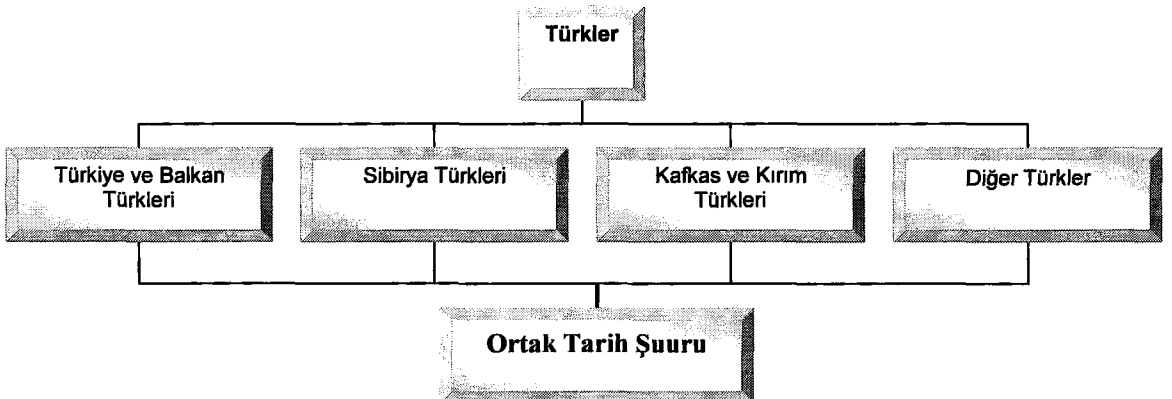 Türkler
Türkiye ve Balkan
Türkleri
Sibirya Türkleri
Kafkas ve Kırım
Türkleri
Diğer Türkler
Ortak Tarih Şuuru